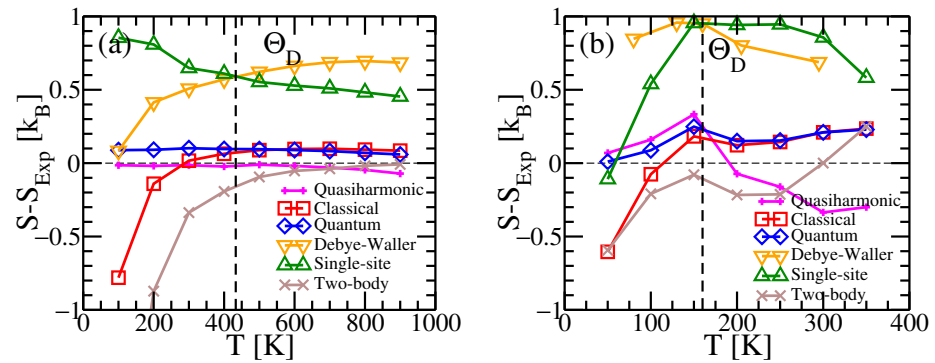 (a)
Θ_D
1
0.5
0
−0.5
−1
S-S_Exp [k_B]
Quasiharmonic
Classical
Quantum
Debye-Waller
Single-site
Two-body
0 200 400 600 800 1000
T [K]
(b)
Θ_D
1
0.5
0
−0.5
−1
S-S_Exp [k_B]
Quasiharmonic
Classical
Quantum
Debye-Waller
Single-site
Two-body
0 100 200 300 400
T [K]